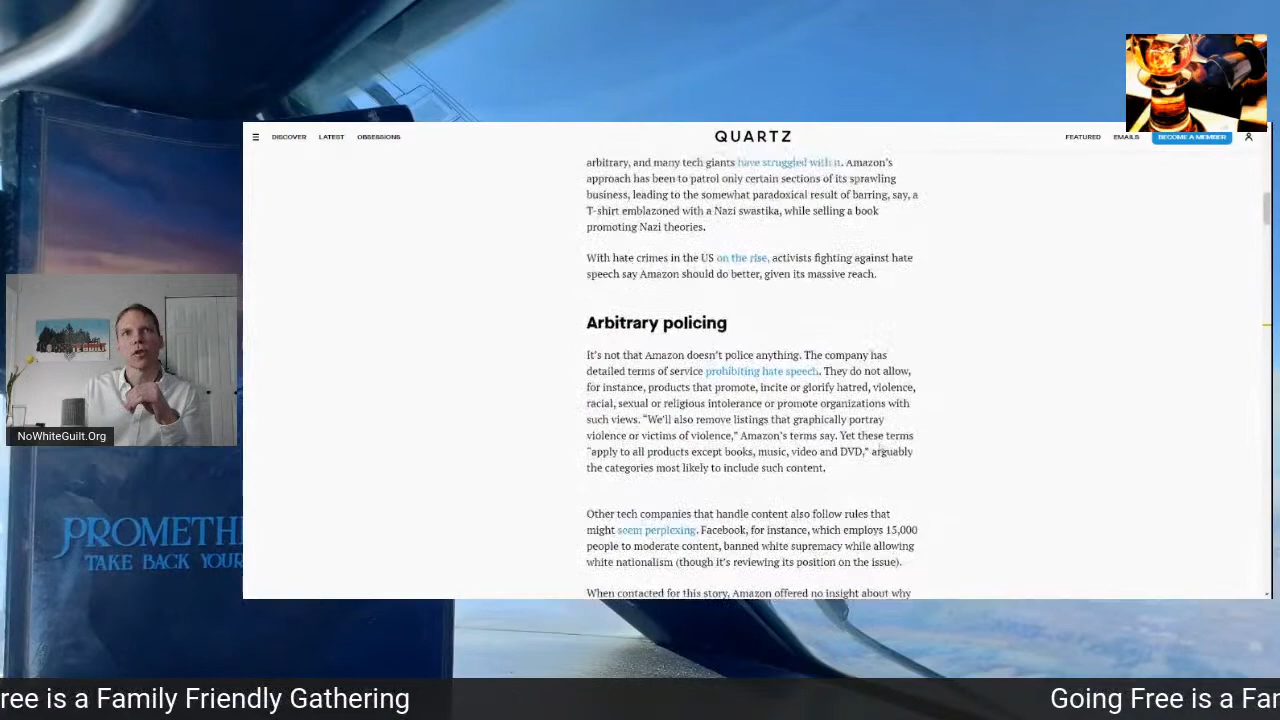 QUARTZ
DISCOVER LATEST OBSESSIONS
FEATURED EMAILS BECOME A MEMBER
arbitrary, and many tech giants have struggled with it. Amazon's
approach has been to patrol only certain sections of its sprawling
business, leading to the somewhat paradoxical result of barring, say, a
T-shirt emblazoned with a Nazi swastika, while selling a book
promoting Nazi theories.
With hate crimes in the US on the rise, activists fighting against hate
speech say Amazon should do better, given its massive reach.
Arbitrary policing
It's not that Amazon doesn't police anything. The company has
detailed terms of service prohibiting hate speech. They do not allow,
for instance, products that promote, incite or glorify hatred, violence,
racial, sexual or religious intolerance or promote organizations with
such views. “We'll also remove listings that graphically portray
violence or victims of violence,” Amazon's terms say. Yet these terms
“apply to all products except books, music, video and DVD,” arguably
the categories most likely to include such content.
Other tech companies that handle content also follow rules that
might seem perplexing. Facebook, for instance, which employs 15,000
people to moderate content, banned white supremacy while allowing
white nationalism (though it's reviewing its position on the issue).
When contacted for this story, Amazon offered no insight about why
NoWhiteGuilt.Org
PROMETH
TAKE BACK YOUR
ree is a Family Friendly Gathering
Going Free is a Far